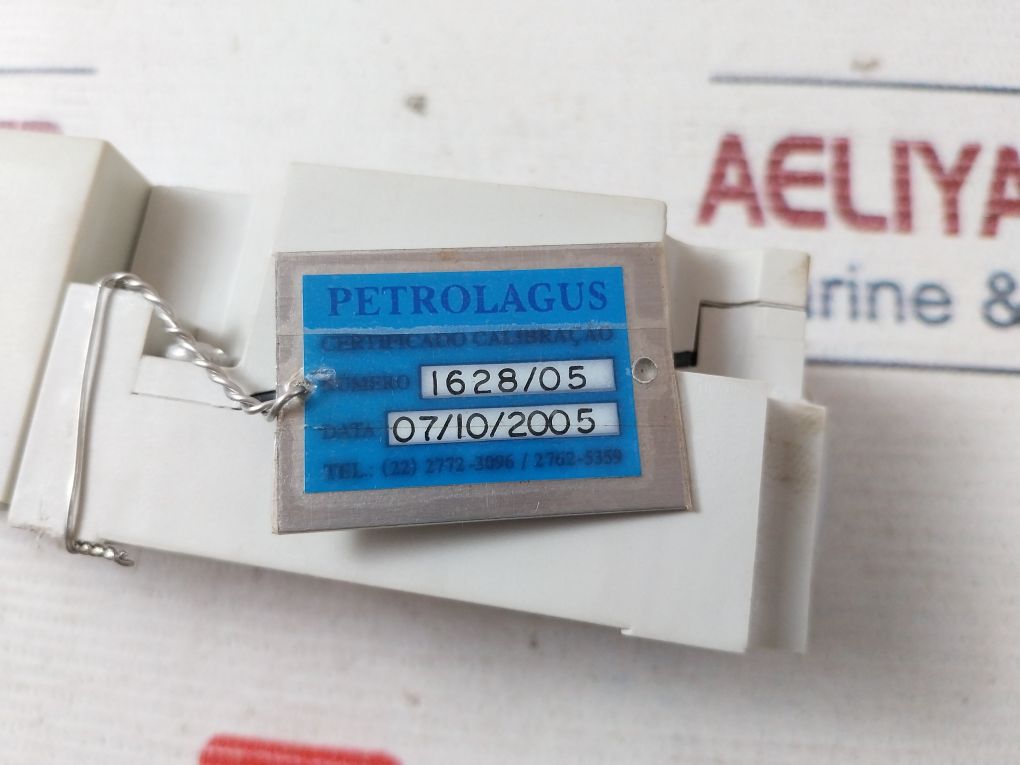 AELIYA
arine &
PETROLAGUS
CERTIFICADO CALIBRAÇÃO
NUMERO 1628/05
DATA 07/10/2005
TEL.: (22) 2772-3096 / 2762-5359